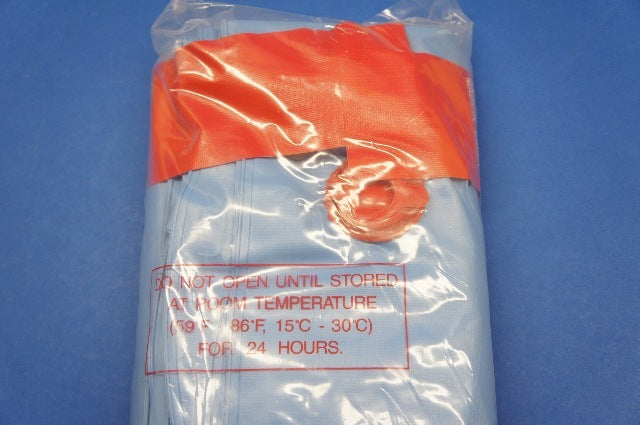 DO NOT OPEN UNTIL STORED
AT ROOM TEMPERATURE
(59°F 86°F, 15°C - 30°C)
FOR 24 HOURS.